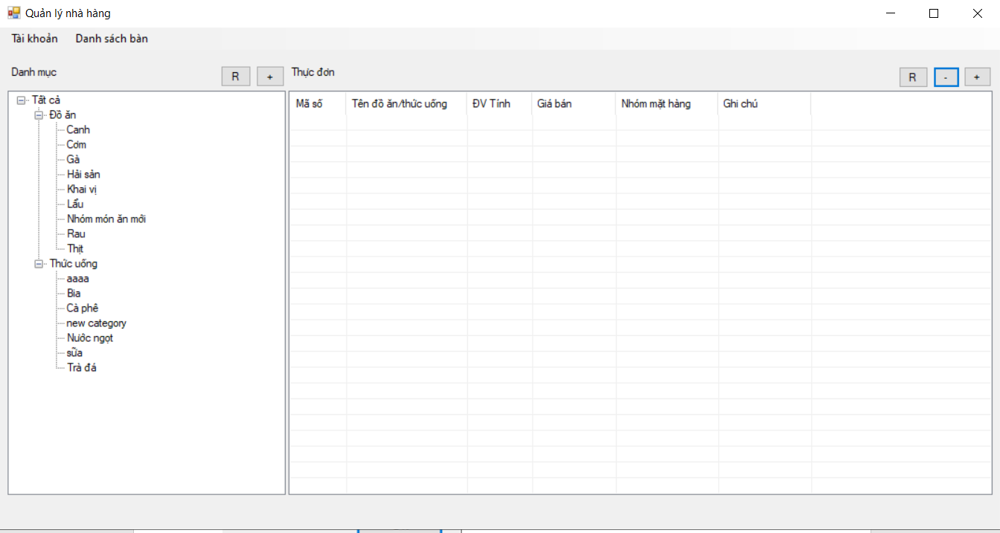 Quản lý nhà hàng
Tài khoản Danh sách bàn
Danh mục R + Thực đơn R - +
Mã số Tên đồ ăn/thức uống ĐV Tính Giá bán Nhóm mặt hàng Ghi chú
Tất cả
Đồ ăn
Canh
Cơm
Gà
Hải sản
Khai vị
Lẩu
Nhóm món ăn mới
Rau
Thịt
Thức uống
aaaa
Bia
Cà phê
new category
Nước ngọt
sữa
Trà đá